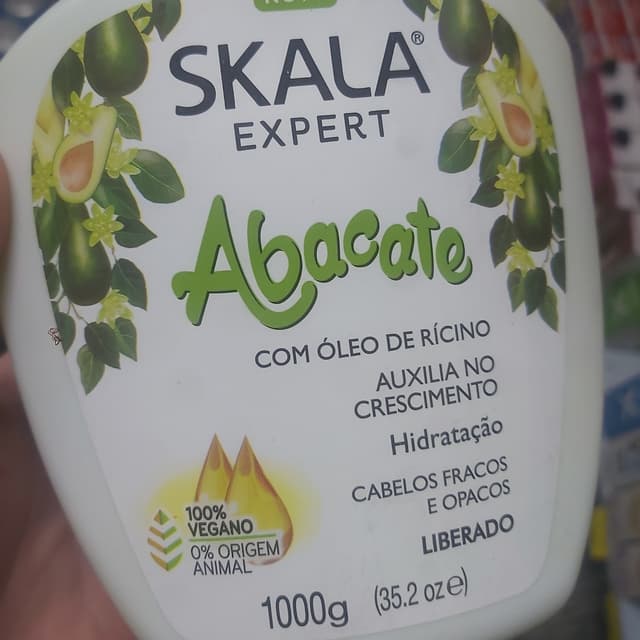 SKALA®
EXPERT
Abacate
COM ÓLEO DE RÍCINO
AUXILIA NO
CRESCIMENTO
Hidratação
CABELOS FRACOS
E OPACOS
LIBERADO
100%
VEGANO
0% ORIGEM
ANIMAL
1000g (35.2 oz ℮)